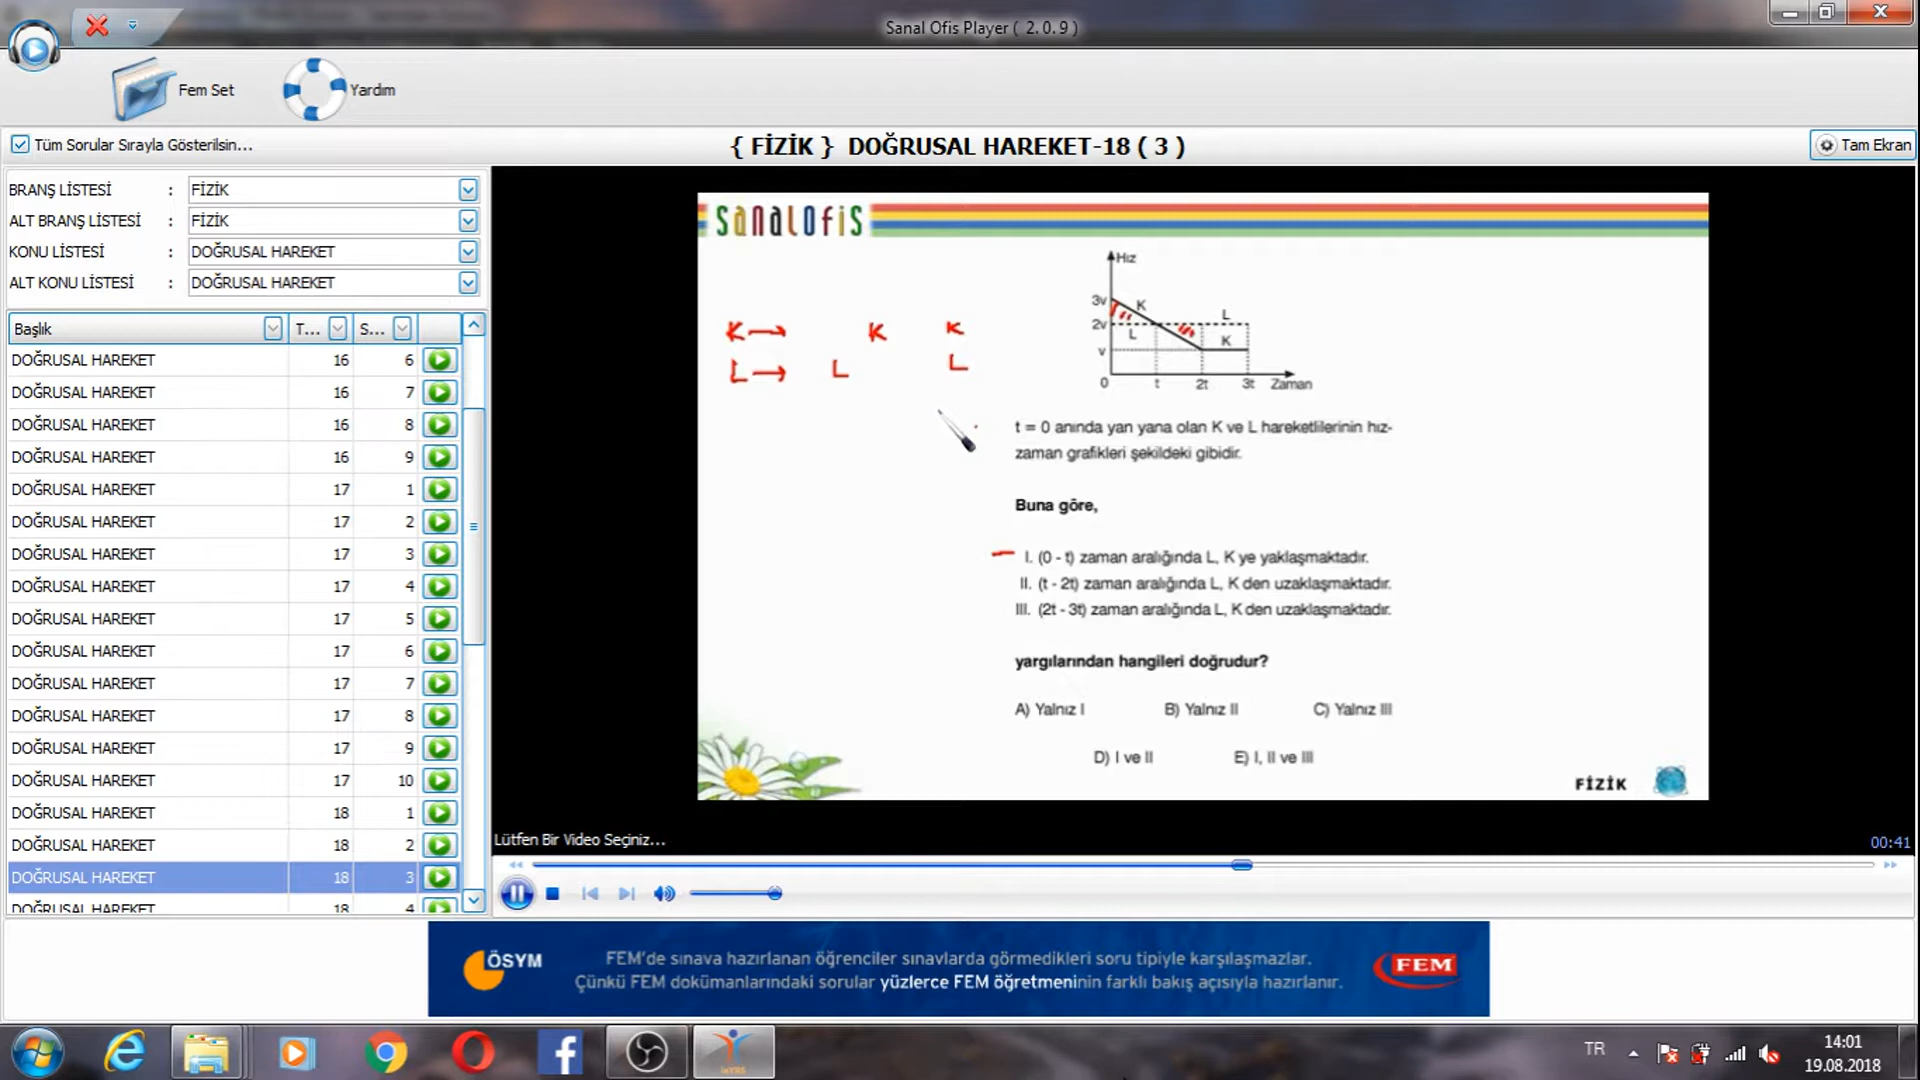 Sanal Ofis Player ( 2.0.9 )
Fem Set
Yardım
Tüm Sorular Sırayla Gösterilsin...
{ FİZİK } DOĞRUSAL HAREKET-18 ( 3 )
Tam Ekran
BRANŞ LİSTESİ : FİZİK
ALT BRANŞ LİSTESİ : FİZİK
KONU LİSTESİ : DOĞRUSAL HAREKET
ALT KONU LİSTESİ : DOĞRUSAL HAREKET
Başlık T... S...
DOĞRUSAL HAREKET 16 6
DOĞRUSAL HAREKET 16 7
DOĞRUSAL HAREKET 16 8
DOĞRUSAL HAREKET 16 9
DOĞRUSAL HAREKET 17 1
DOĞRUSAL HAREKET 17 2
DOĞRUSAL HAREKET 17 3
DOĞRUSAL HAREKET 17 4
DOĞRUSAL HAREKET 17 5
DOĞRUSAL HAREKET 17 6
DOĞRUSAL HAREKET 17 7
DOĞRUSAL HAREKET 17 8
DOĞRUSAL HAREKET 17 9
DOĞRUSAL HAREKET 17 10
DOĞRUSAL HAREKET 18 1
DOĞRUSAL HAREKET 18 2
DOĞRUSAL HAREKET 18 3
DOĞRUSAL HAREKET 18 4
sanalofis
Hız
3v K
2v L
L
v K
0 t 2t 3t Zaman
K→ K K
L→ L L
t = 0 anında yan yana olan K ve L hareketlilerinin hız-
zaman grafikleri şekildeki gibidir.
Buna göre,
I. (0 - t) zaman aralığında L, K ye yaklaşmaktadır.
II. (t - 2t) zaman aralığında L, K den uzaklaşmaktadır.
III. (2t - 3t) zaman aralığında L, K den uzaklaşmaktadır.
yargılarından hangileri doğrudur?
A) Yalnız I B) Yalnız II C) Yalnız III
D) I ve II E) I, II ve III
FİZİK
Lütfen Bir Video Seçiniz...
00:41
ÖSYM
FEM'de sınava hazırlanan öğrenciler sınavlarda görmedikleri soru tipiyle karşılaşmazlar.
Çünkü FEM dokümanlarındaki sorular yüzlerce FEM öğretmeninin farklı bakış açısıyla hazırlanır.
FEM
TR
14:01
19.08.2018